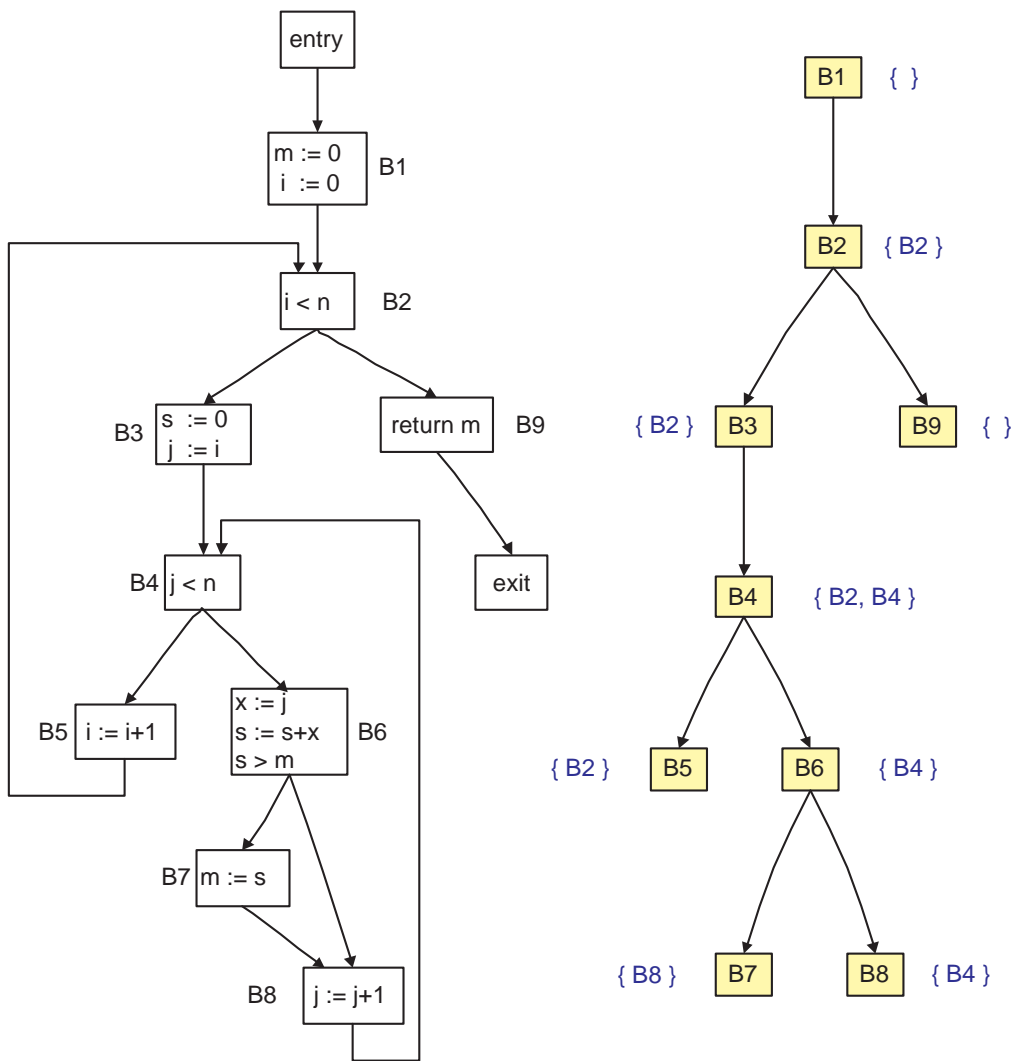 entry
m := 0
i := 0
B1
i < n
B2
B3
s := 0
j := i
return m
B9
B4
j < n
exit
B5
i := i+1
x := j
s := s+x
s > m
B6
B7
m := s
B8
j := j+1
B1
{ }
B2
{ B2 }
{ B2 }
B3
B9
{ }
B4
{ B2, B4 }
{ B2 }
B5
B6
{ B4 }
{ B8 }
B7
B8
{ B4 }